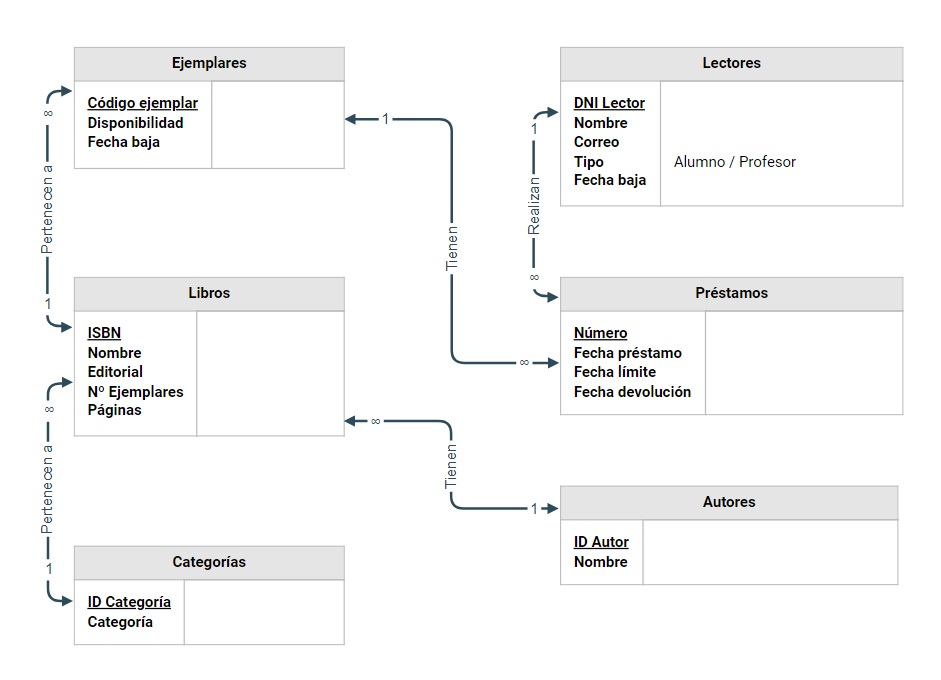 Ejemplares
Código ejemplar
Disponibilidad
Fecha baja
Lectores
DNI Lector
Nombre
Correo
Tipo
Alumno / Profesor
Fecha baja
∞
Pertenecen a
1
1
Tienen
∞
1
Realizan
∞
Libros
ISBN
Nombre
Editorial
Nº Ejemplares
Páginas
Préstamos
Número
Fecha préstamo
Fecha límite
Fecha devolución
∞
Pertenecen a
1
∞
Tienen
1
Autores
ID Autor
Nombre
Categorías
ID Categoría
Categoría